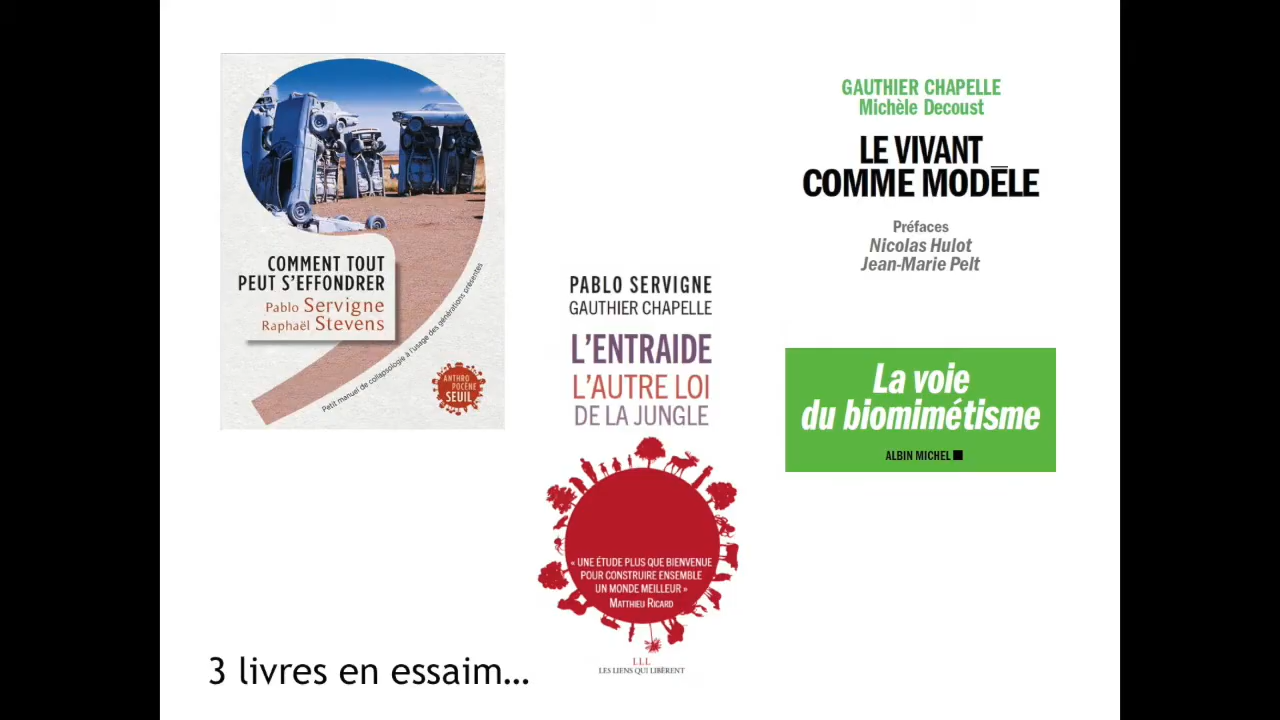 COMMENT TOUT
PEUT S'EFFONDRER
Pablo Servigne
Raphaël Stevens
Petit manuel de collapsologie à l'usage des générations présentes
ANTHRO
POCÈNE
SEUIL
PABLO SERVIGNE
GAUTHIER CHAPELLE
L'ENTRAIDE
L'AUTRE LOI
DE LA JUNGLE
« UNE ÉTUDE PLUS QUE BIENVENUE
POUR CONSTRUIRE ENSEMBLE
UN MONDE MEILLEUR »
MATTHIEU RICARD
LLL
LES LIENS QUI LIBÈRENT
GAUTHIER CHAPELLE
Michèle Decoust
LE VIVANT
COMME MODÈLE
Préfaces
Nicolas Hulot
Jean-Marie Pelt
La voie
du biomimétisme
ALBIN MICHEL
3 livres en essaim...